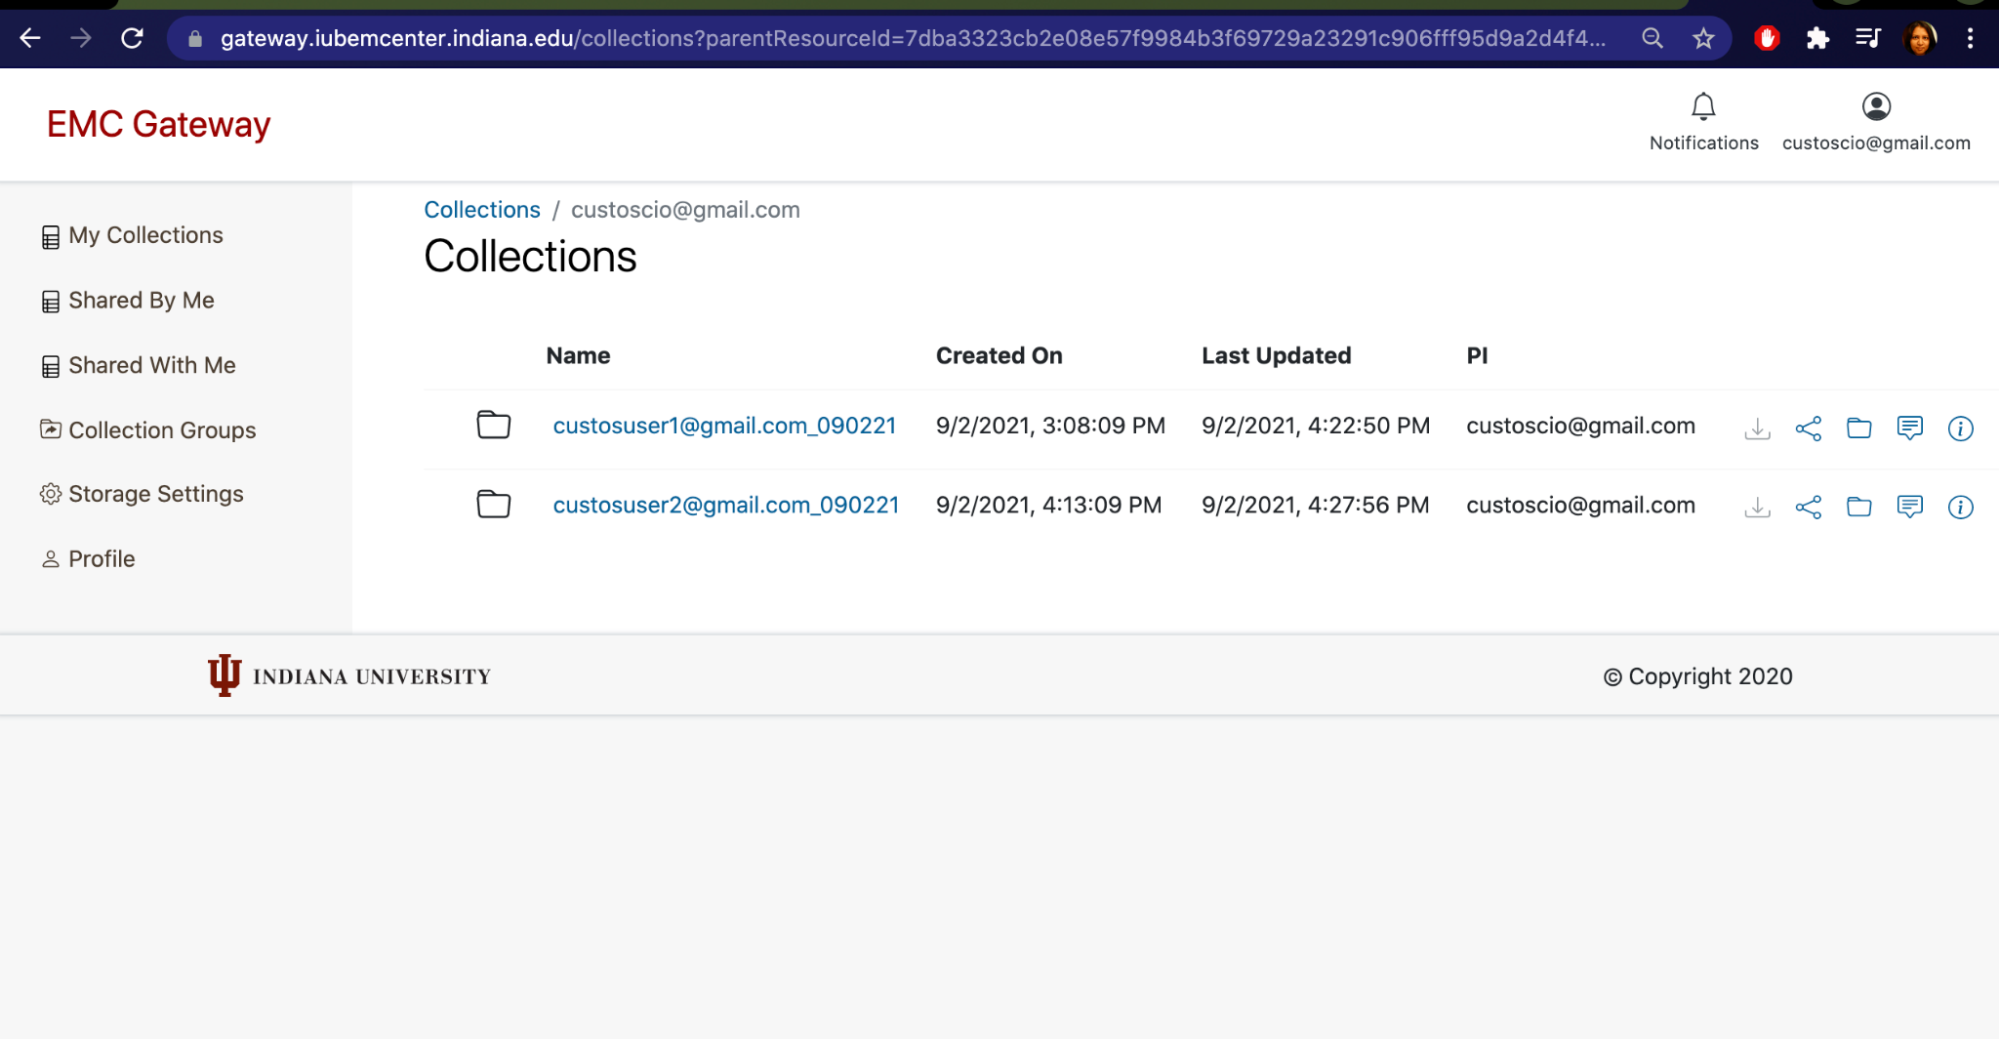 gateway.iubemcenter.indiana.edu/collections?parentResourceId=7dba3323cb2e08e57f9984b3f69729a23291c906fff95d9a2d4f4...
EMC Gateway
Notifications
custoscio@gmail.com
My Collections
Shared By Me
Shared With Me
Collection Groups
Storage Settings
Profile
Collections / custoscio@gmail.com
Collections
Name Created On Last Updated PI
custosuser1@gmail.com_090221 9/2/2021, 3:08:09 PM 9/2/2021, 4:22:50 PM custoscio@gmail.com
custosuser2@gmail.com_090221 9/2/2021, 4:13:09 PM 9/2/2021, 4:27:56 PM custoscio@gmail.com
INDIANA UNIVERSITY
© Copyright 2020